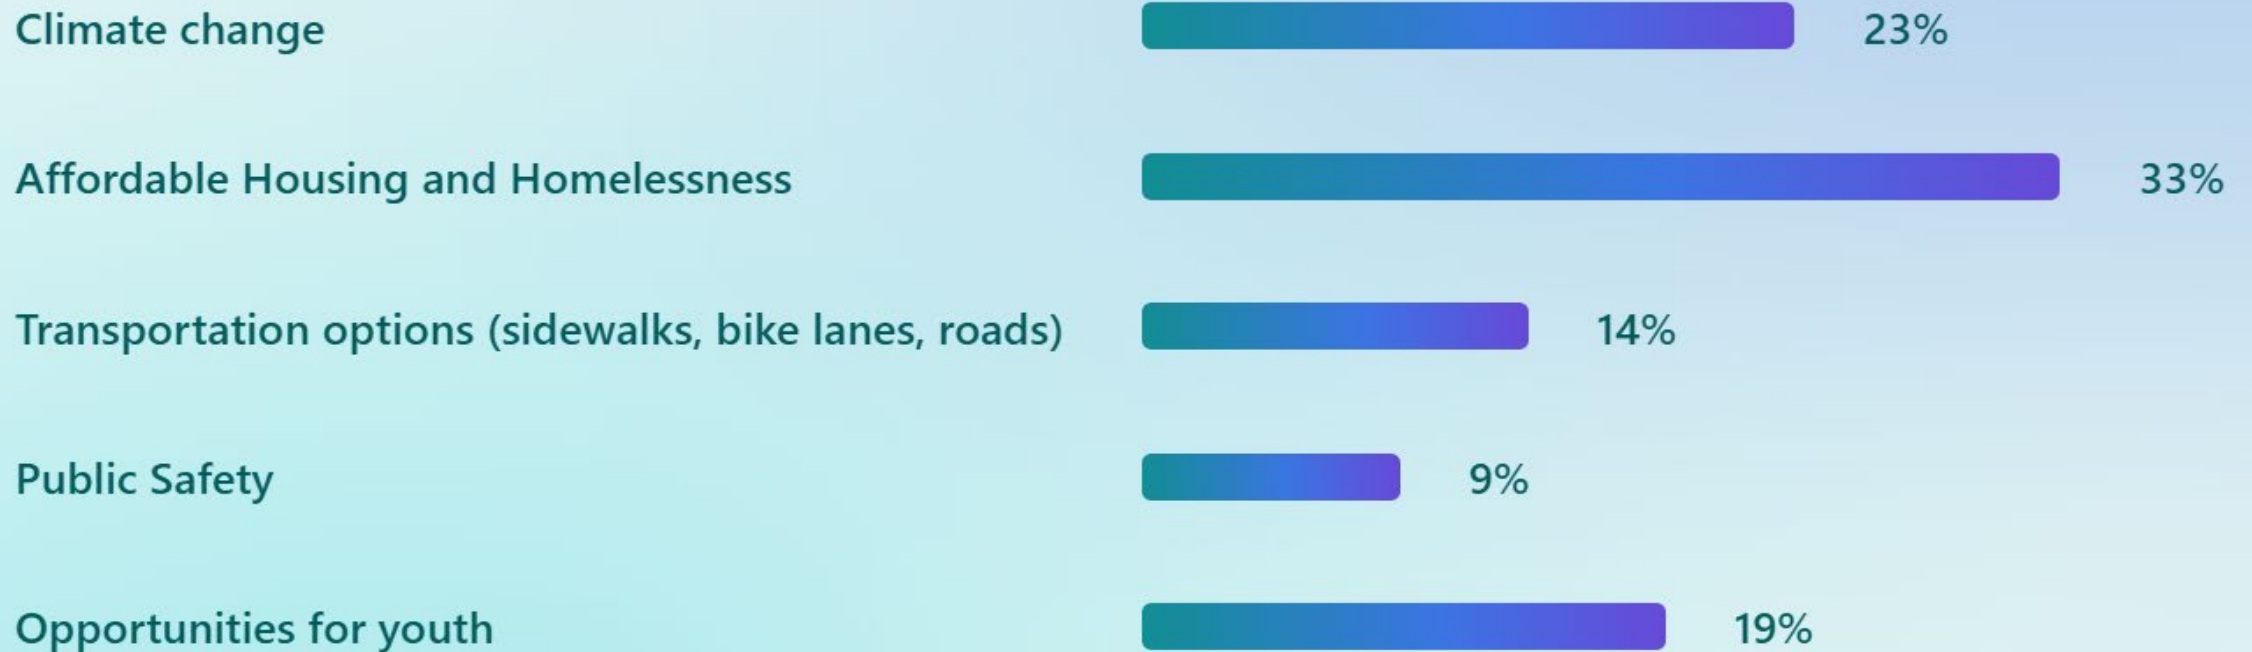 Climate change 23%
Affordable Housing and Homelessness 33%
Transportation options (sidewalks, bike lanes, roads) 14%
Public Safety 9%
Opportunities for youth 19%